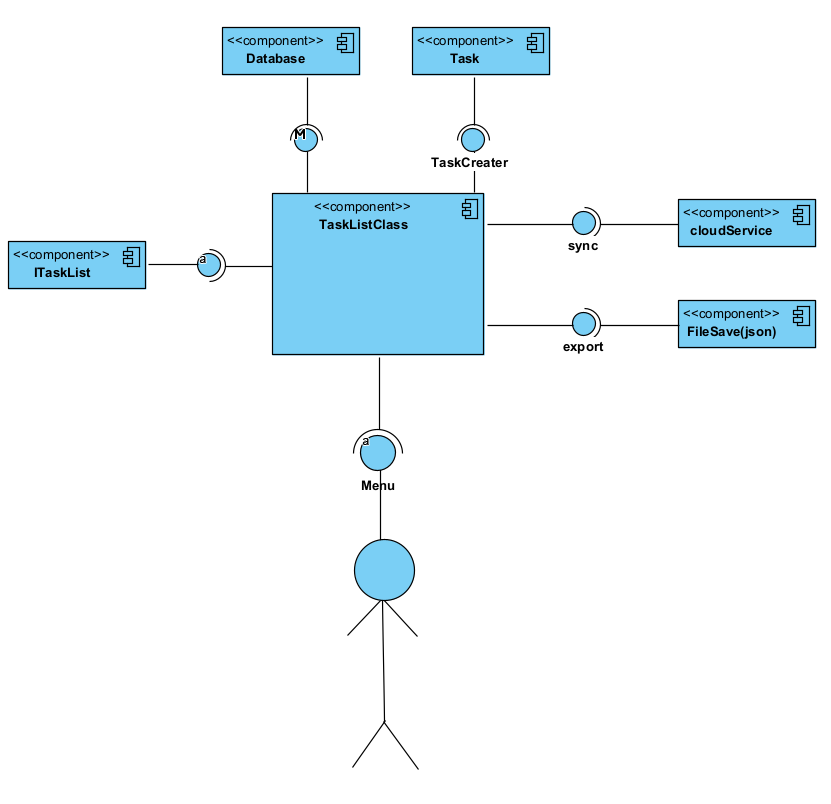 <<component>>
Database
<<component>>
Task
M
TaskCreater
<<component>>
TaskListClass
<<component>>
cloudService
sync
<<component>>
ITaskList
a
<<component>>
FileSave(json)
export
a
Menu